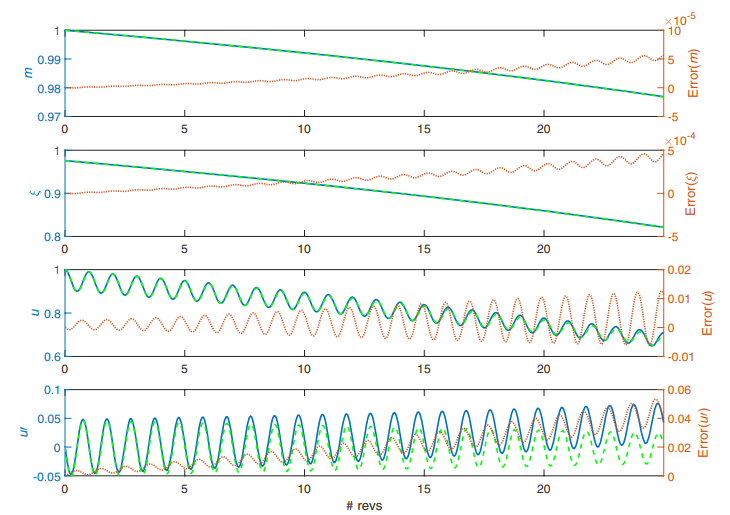 ×10⁻⁵
1 10
0.99 5
m Error(m)
0.98 0
0.97 -5
0 5 10 15 20
×10⁻⁴
1 5
ξ 0.9 0 Error(ξ)
0.8 -5
0 5 10 15 20
1 0.02
0.01
u 0.8 Error(u)
0
0.6 -0.01
0 5 10 15 20
0.1 0.06
0.05 0.04
u′ Error(u′)
0 0.02
-0.05 0
0 5 10 15 20
# revs